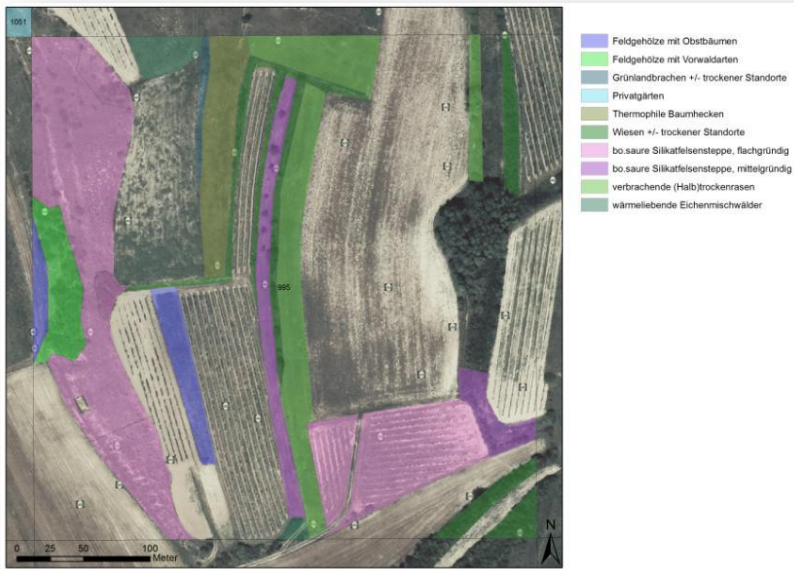 1051
Feldgehölze mit Obstbäumen
Feldgehölze mit Vorwaldarten
Grünlandbrachen +/- trockener Standorte
Privatgärten
Thermophile Baumhecken
Wiesen +/- trockener Standorte
bo.saure Silikatfelsensteppe, flachgründig
bo.saure Silikatfelsensteppe, mittelgründig
verbrachende (Halb)trockenrasen
wärmeliebende Eichenmischwälder
995
N
0 25 50 100
Meter